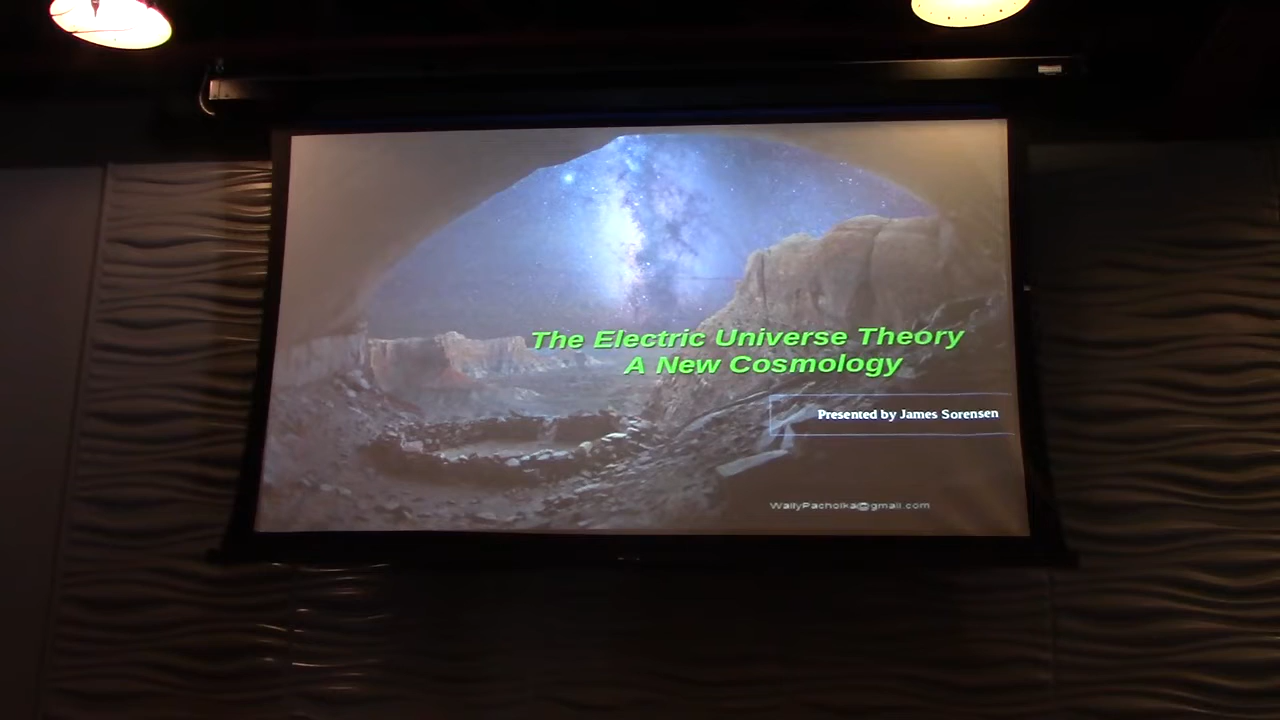 The Electric Universe Theory
A New Cosmology
Presented by James Sorensen
WallyPacholka@gmail.com